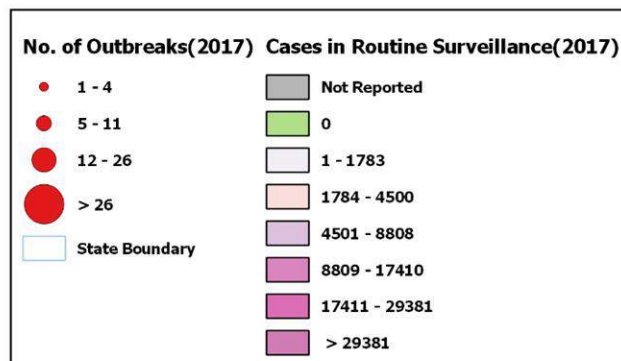 No. of Outbreaks(2017)
1 - 4
5 - 11
12 - 26
> 26
State Boundary
Cases in Routine Surveillance(2017)
Not Reported
0
1 - 1783
1784 - 4500
4501 - 8808
8809 - 17410
17411 - 29381
> 29381